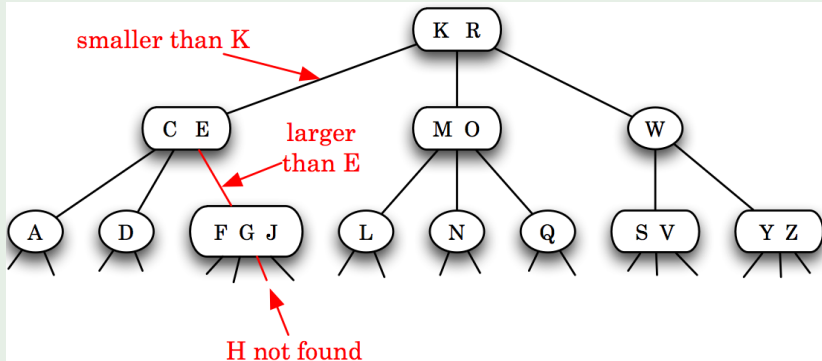 K R
smaller than K
C E
M O
W
larger
than E
A
D
F G J
L
N
Q
S V
Y Z
H not found